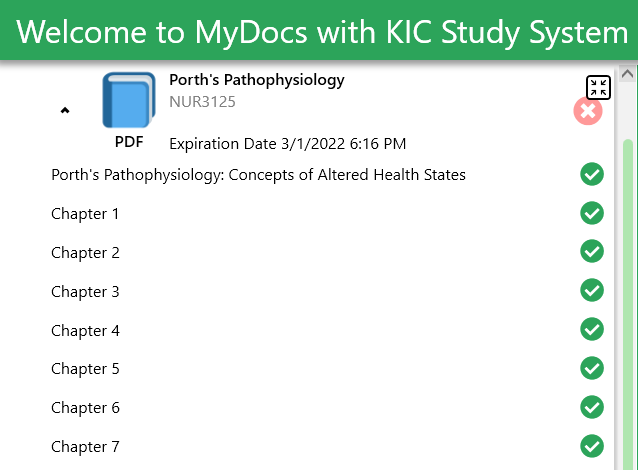 Welcome to MyDocs with KIC Study System
Porth's Pathophysiology
NUR3125
PDF
Expiration Date 3/1/2022 6:16 PM
Porth's Pathophysiology: Concepts of Altered Health States
Chapter 1
Chapter 2
Chapter 3
Chapter 4
Chapter 5
Chapter 6
Chapter 7